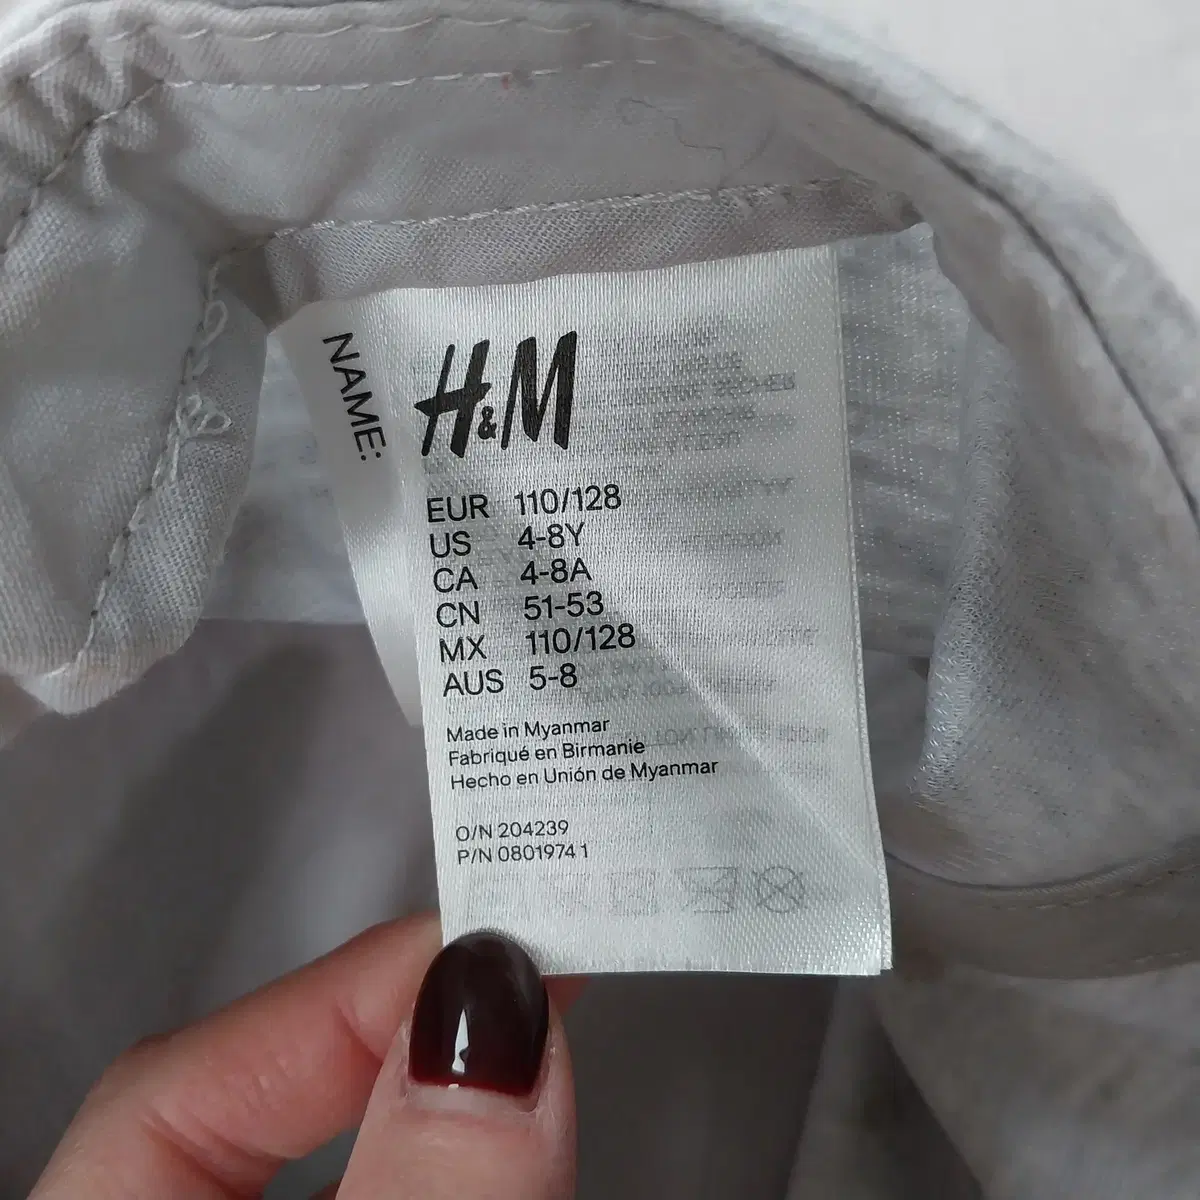 NAME:
H&M
EUR 110/128
US 4-8Y
CA 4-8A
CN 51-53
MX 110/128
AUS 5-8
Made in Myanmar
Fabriqué en Birmanie
Hecho en Unión de Myanmar
O/N 204239
P/N 0801974 1